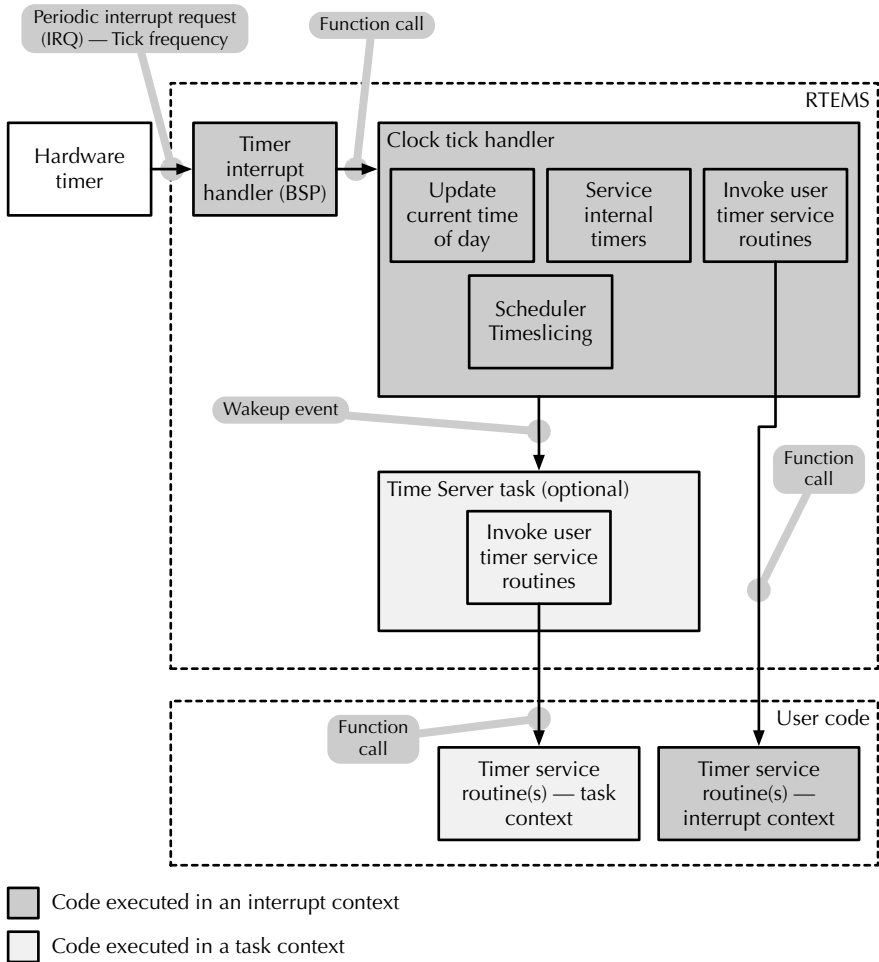 Periodic interrupt request
(IRQ) — Tick frequency
Function call
RTEMS
Hardware
timer
Timer
interrupt
handler (BSP)
Clock tick handler
Update
current time
of day
Service
internal
timers
Invoke user
timer service
routines
Scheduler
Timeslicing
Wakeup event
Function
call
Time Server task (optional)
Invoke user
timer service
routines
User code
Function
call
Timer service
routine(s) — task
context
Timer service
routine(s) —
interrupt context
Code executed in an interrupt context
Code executed in a task context